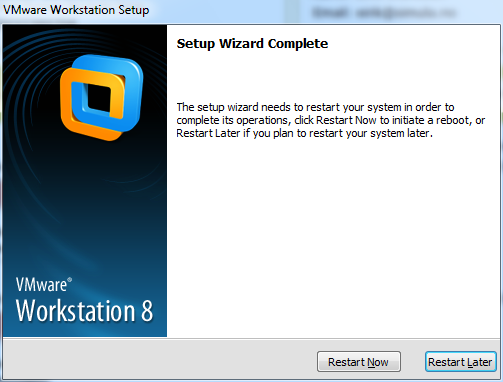 VMware Workstation Setup
Setup Wizard Complete
The setup wizard needs to restart your system in order to
complete its operations, click Restart Now to initiate a reboot, or
Restart Later if you plan to restart your system later.
VMware®
Workstation 8
Restart Now
Restart Later